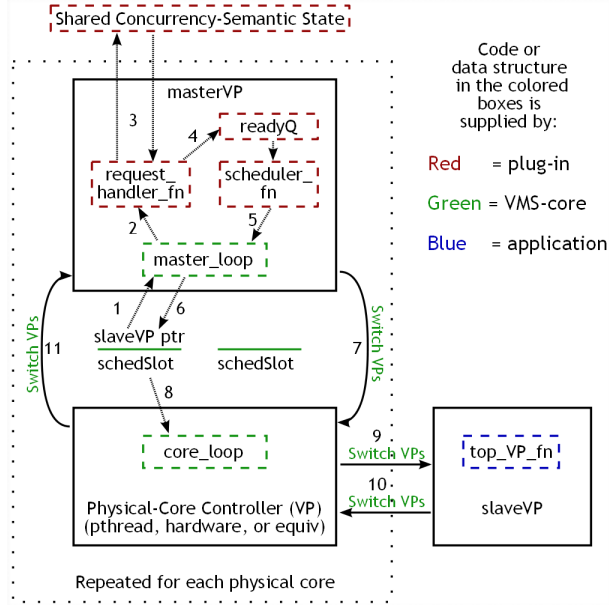 Shared Concurrency-Semantic State
Code or
data structure
in the colored
boxes is
supplied by:
Red = plug-in
Green = VMS-core
Blue = application
masterVP
3
4
readyQ
request_
handler_fn
scheduler_
fn
2
5
master_loop
1
6
slaveVP ptr
schedSlot
schedSlot
11
Switch VPs
7
Switch VPs
8
core_loop
9
Switch VPs
10
Switch VPs
top_VP_fn
slaveVP
Physical-Core Controller (VP)
(pthread, hardware, or equiv)
Repeated for each physical core